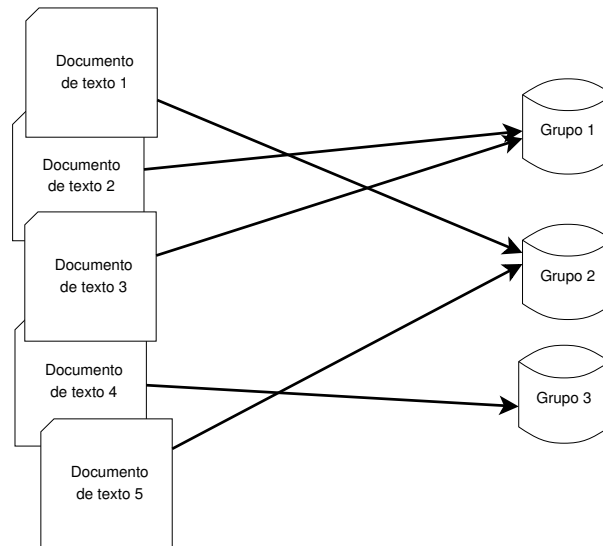 Documento
de texto 1
Documento
de texto 2
Documento
de texto 3
Documento
de texto 4
Documento
de texto 5
Grupo 1
Grupo 2
Grupo 3